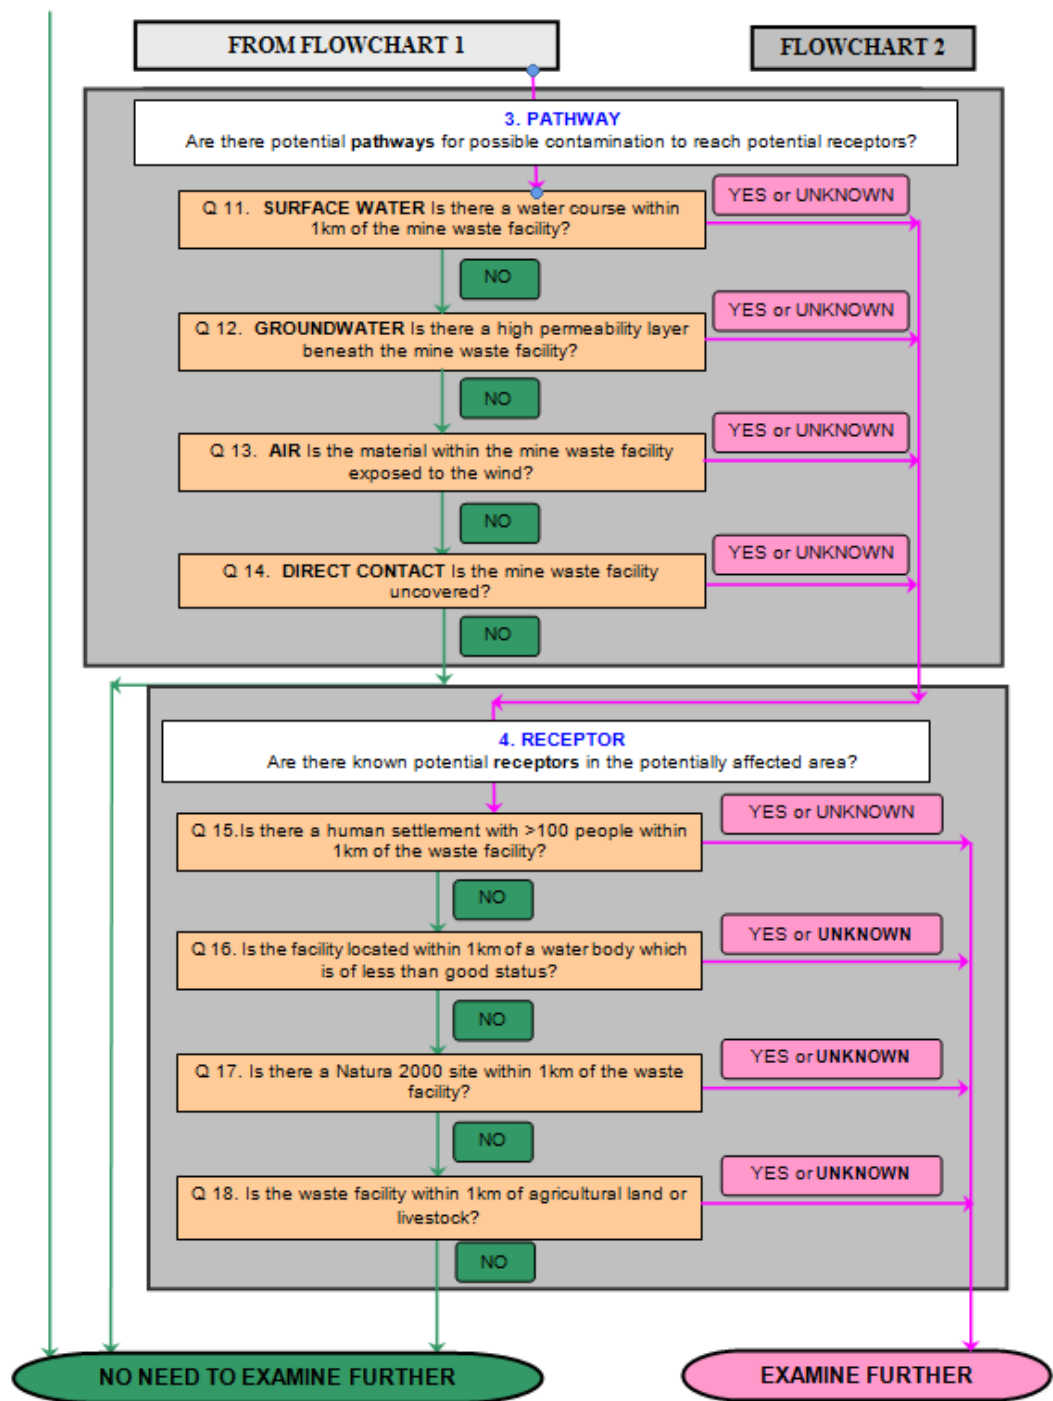 FROM FLOWCHART 1
FLOWCHART 2
3. PATHWAY
Are there potential pathways for possible contamination to reach potential receptors?
Q 11. SURFACE WATER Is there a water course within
1km of the mine waste facility?
YES or UNKNOWN
NO
Q 12. GROUNDWATER Is there a high permeability layer
beneath the mine waste facility?
YES or UNKNOWN
NO
Q 13. AIR Is the material within the mine waste facility
exposed to the wind?
YES or UNKNOWN
NO
Q 14. DIRECT CONTACT Is the mine waste facility
uncovered?
YES or UNKNOWN
NO
4. RECEPTOR
Are there known potential receptors in the potentially affected area?
Q 15.Is there a human settlement with >100 people within
1km of the waste facility?
YES or UNKNOWN
NO
Q 16. Is the facility located within 1km of a water body which
is of less than good status?
YES or UNKNOWN
NO
Q 17. Is there a Natura 2000 site within 1km of the waste
facility?
YES or UNKNOWN
NO
Q 18. Is the waste facility within 1km of agricultural land or
livestock?
YES or UNKNOWN
NO
NO NEED TO EXAMINE FURTHER
EXAMINE FURTHER